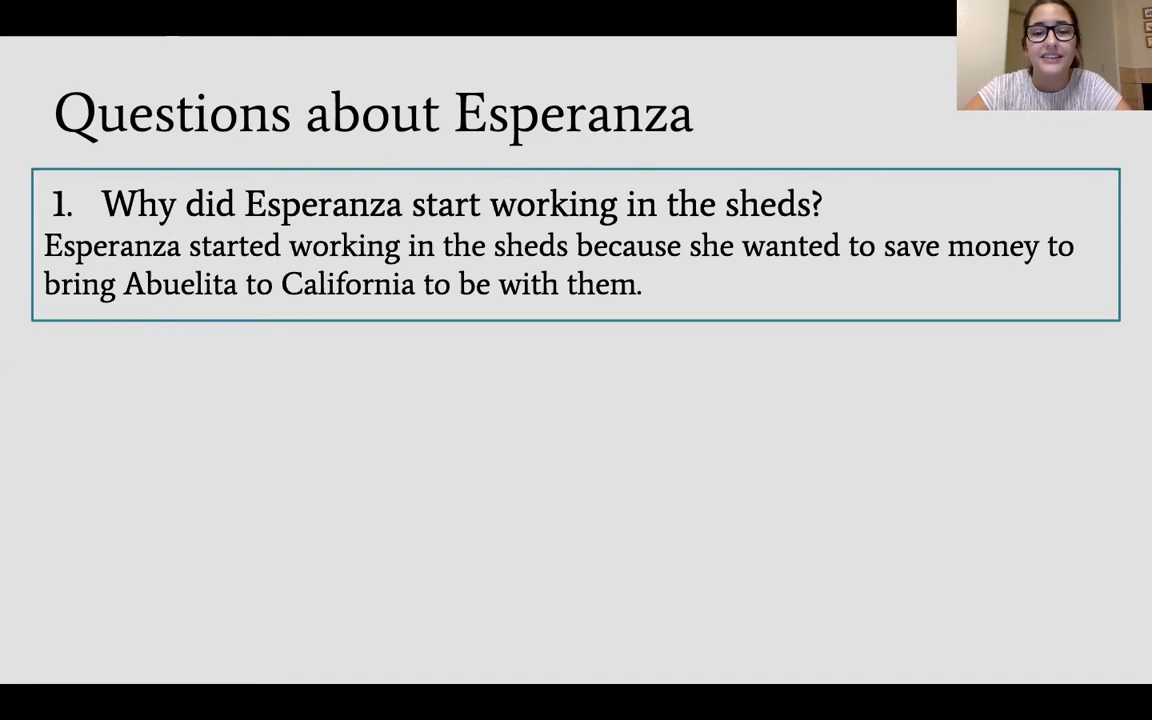 Questions about Esperanza
1. Why did Esperanza start working in the sheds?
Esperanza started working in the sheds because she wanted to save money to
bring Abuelita to California to be with them.